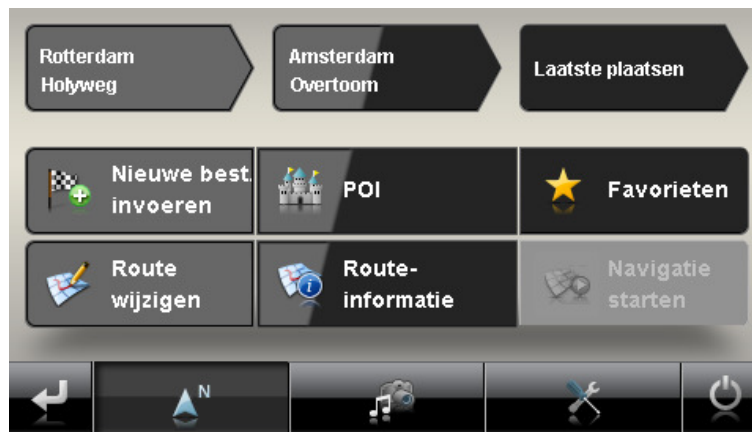 Rotterdam
Holyweg
Amsterdam
Overtoom
Laatste plaatsen
Nieuwe best.
invoeren
POI
Favorieten
Route
wijzigen
Route-
informatie
Navigatie
starten
N